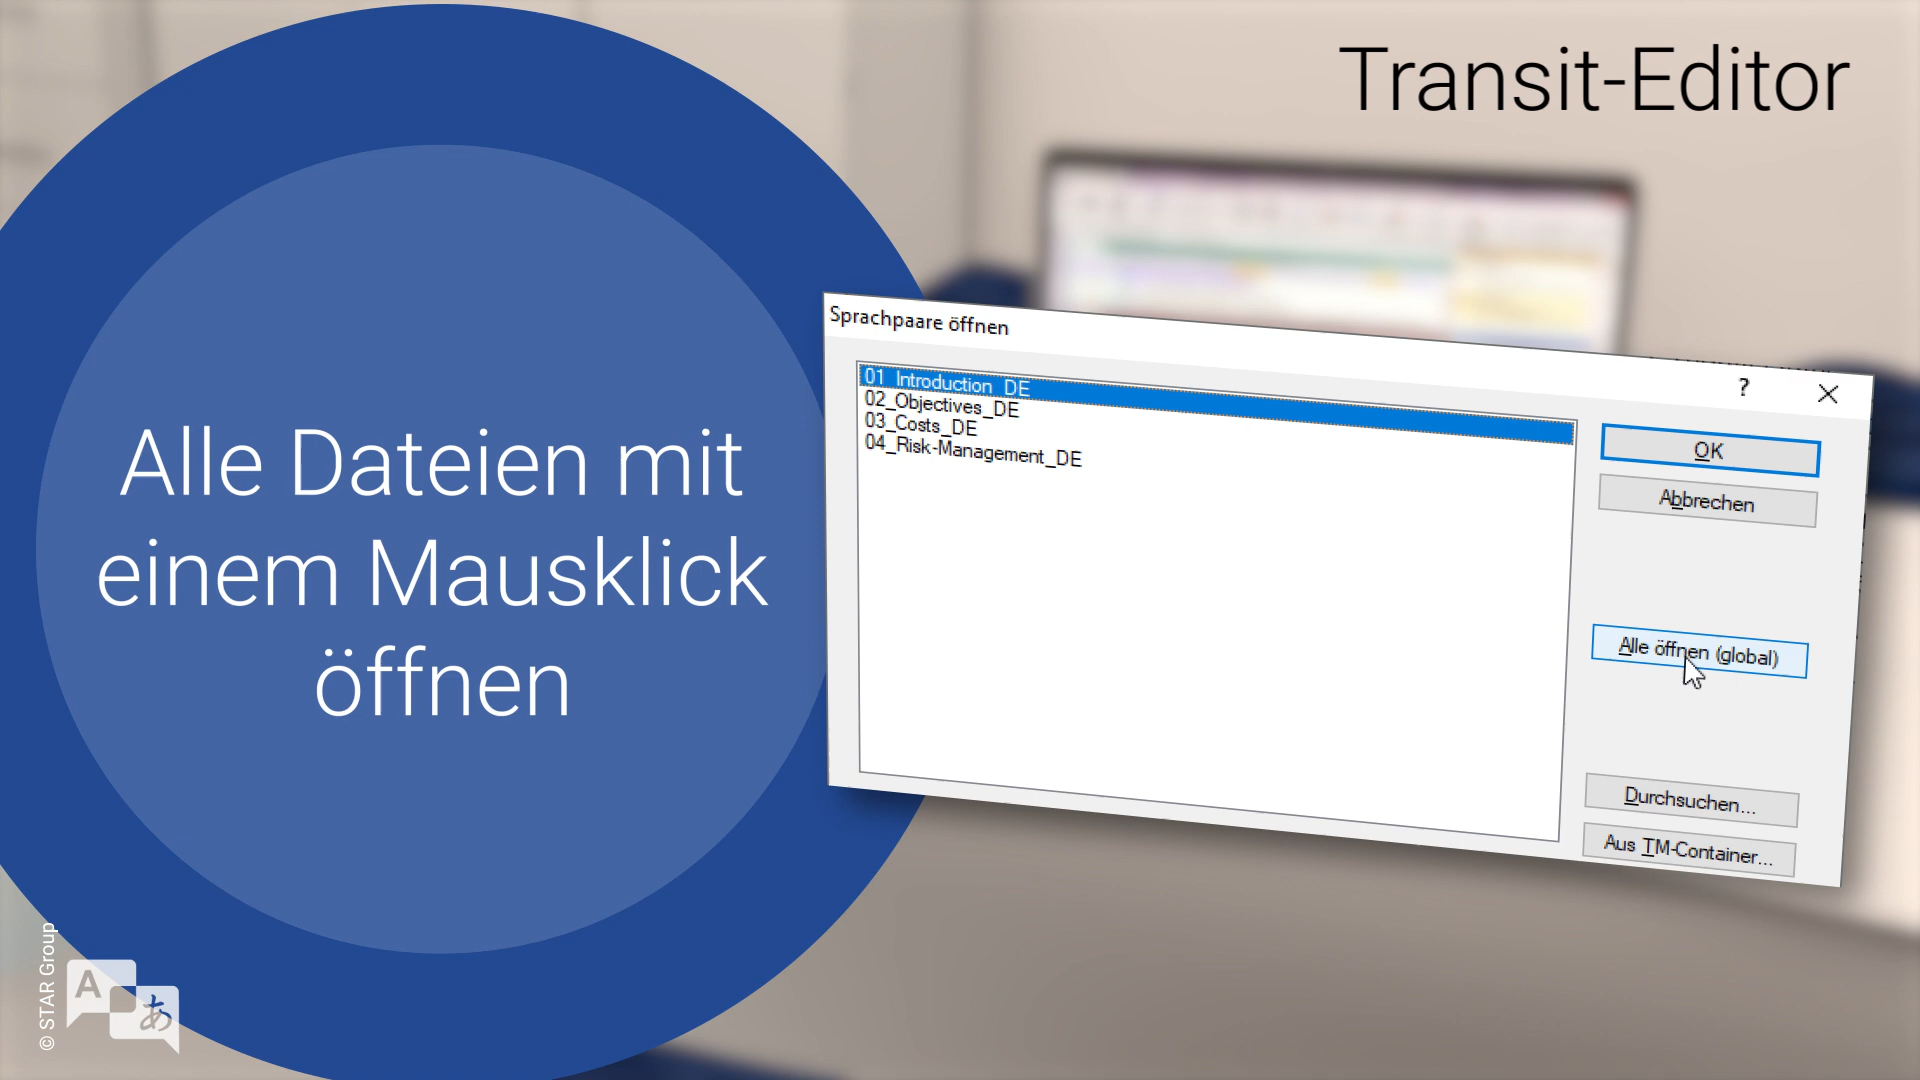 Transit-Editor
Alle Dateien mit
einem Mausklick
öffnen
Sprachpaare öffnen
?
01_Introduction_DE
02_Objectives_DE
03_Costs_DE
04_Risk-Management_DE
OK
Abbrechen
Alle öffnen (global)
Durchsuchen...
Aus TM-Container...
© STAR Group
A
あ